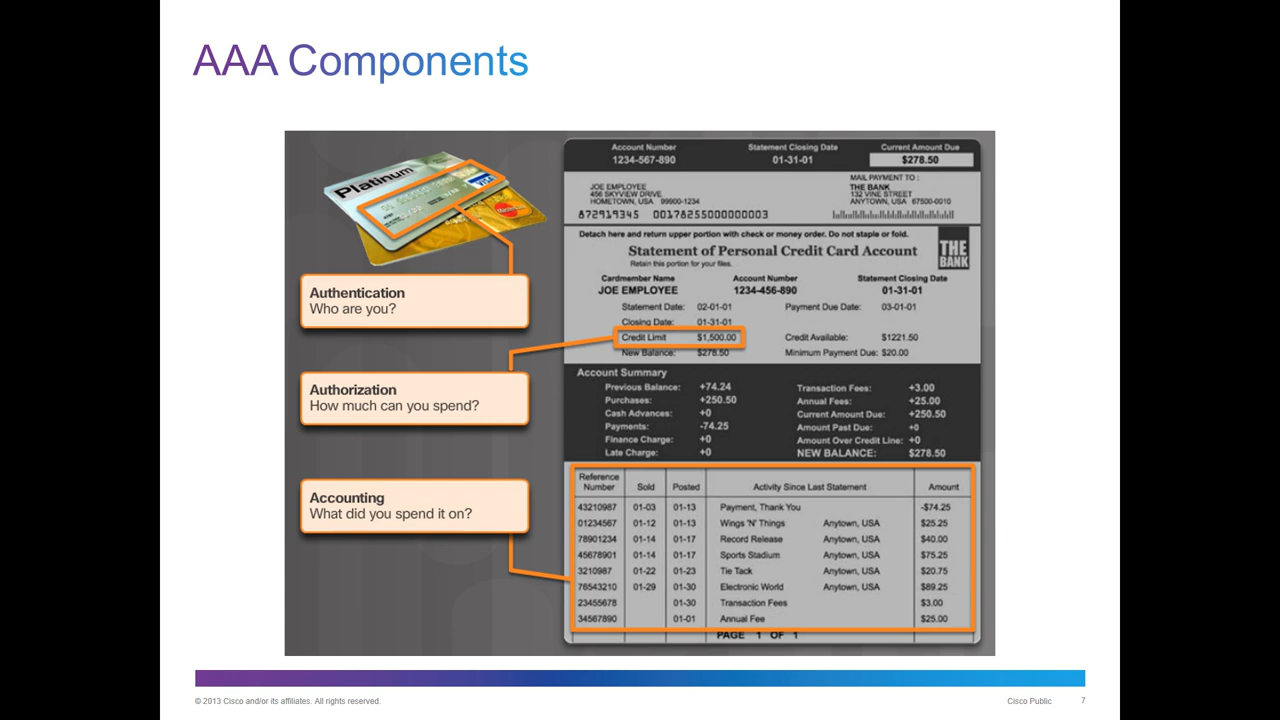 AAA Components
Platinum
VISA
MasterCard
Authentication
Who are you?
Authorization
How much can you spend?
Accounting
What did you spend it on?
Account Number Statement Closing Date Current Amount Due
1234-567-890 01-31-01 $278.50
MAIL PAYMENT TO :
JOE EMPLOYEE THE BANK
456 SKYVIEW DRIVE 132 VINE STREET
HOMETOWN, USA 99900-1234 ANYTOWN, USA 67500-0010
872919345 00178255000000003
Detach here and return upper portion with check or money order. Do not staple or fold.
Statement of Personal Credit Card Account
Retain this portion for your files.
THE
BANK
Cardmember Name Account Number Statement Closing Date
JOE EMPLOYEE 1234-456-890 01-31-01
Statement Date: 02-01-01 Payment Due Date: 03-01-01
Closing Date: 01-31-01
Credit Limit $1,500.00 Credit Available: $1221.50
New Balance: $278.50 Minimum Payment Due: $20.00
Account Summary
Previous Balance: +74.24 Transaction Fees: +3.00
Purchases: +250.50 Annual Fees: +25.00
Cash Advances: +0 Current Amount Due: +250.50
Payments: -74.25 Amount Past Due: +0
Finance Charge: +0 Amount Over Credit Line: +0
Late Charge: +0 NEW BALANCE: $278.50
Reference Number Sold Posted Activity Since Last Statement Amount
43210987 01-03 01-13 Payment, Thank You -$74.25
01234567 01-12 01-13 Wings 'N' Things Anytown, USA $25.25
78901234 01-14 01-17 Record Release Anytown, USA $40.00
45678901 01-14 01-17 Sports Stadium Anytown, USA $75.25
3210987 01-22 01-23 Tie Tack Anytown, USA $20.75
76543210 01-29 01-30 Electronic World Anytown, USA $89.25
23455678 01-30 Transaction Fees $3.00
34567890 01-01 Annual Fee $25.00
PAGE 1 OF 1
© 2013 Cisco and/or its affiliates. All rights reserved. Cisco Public 7